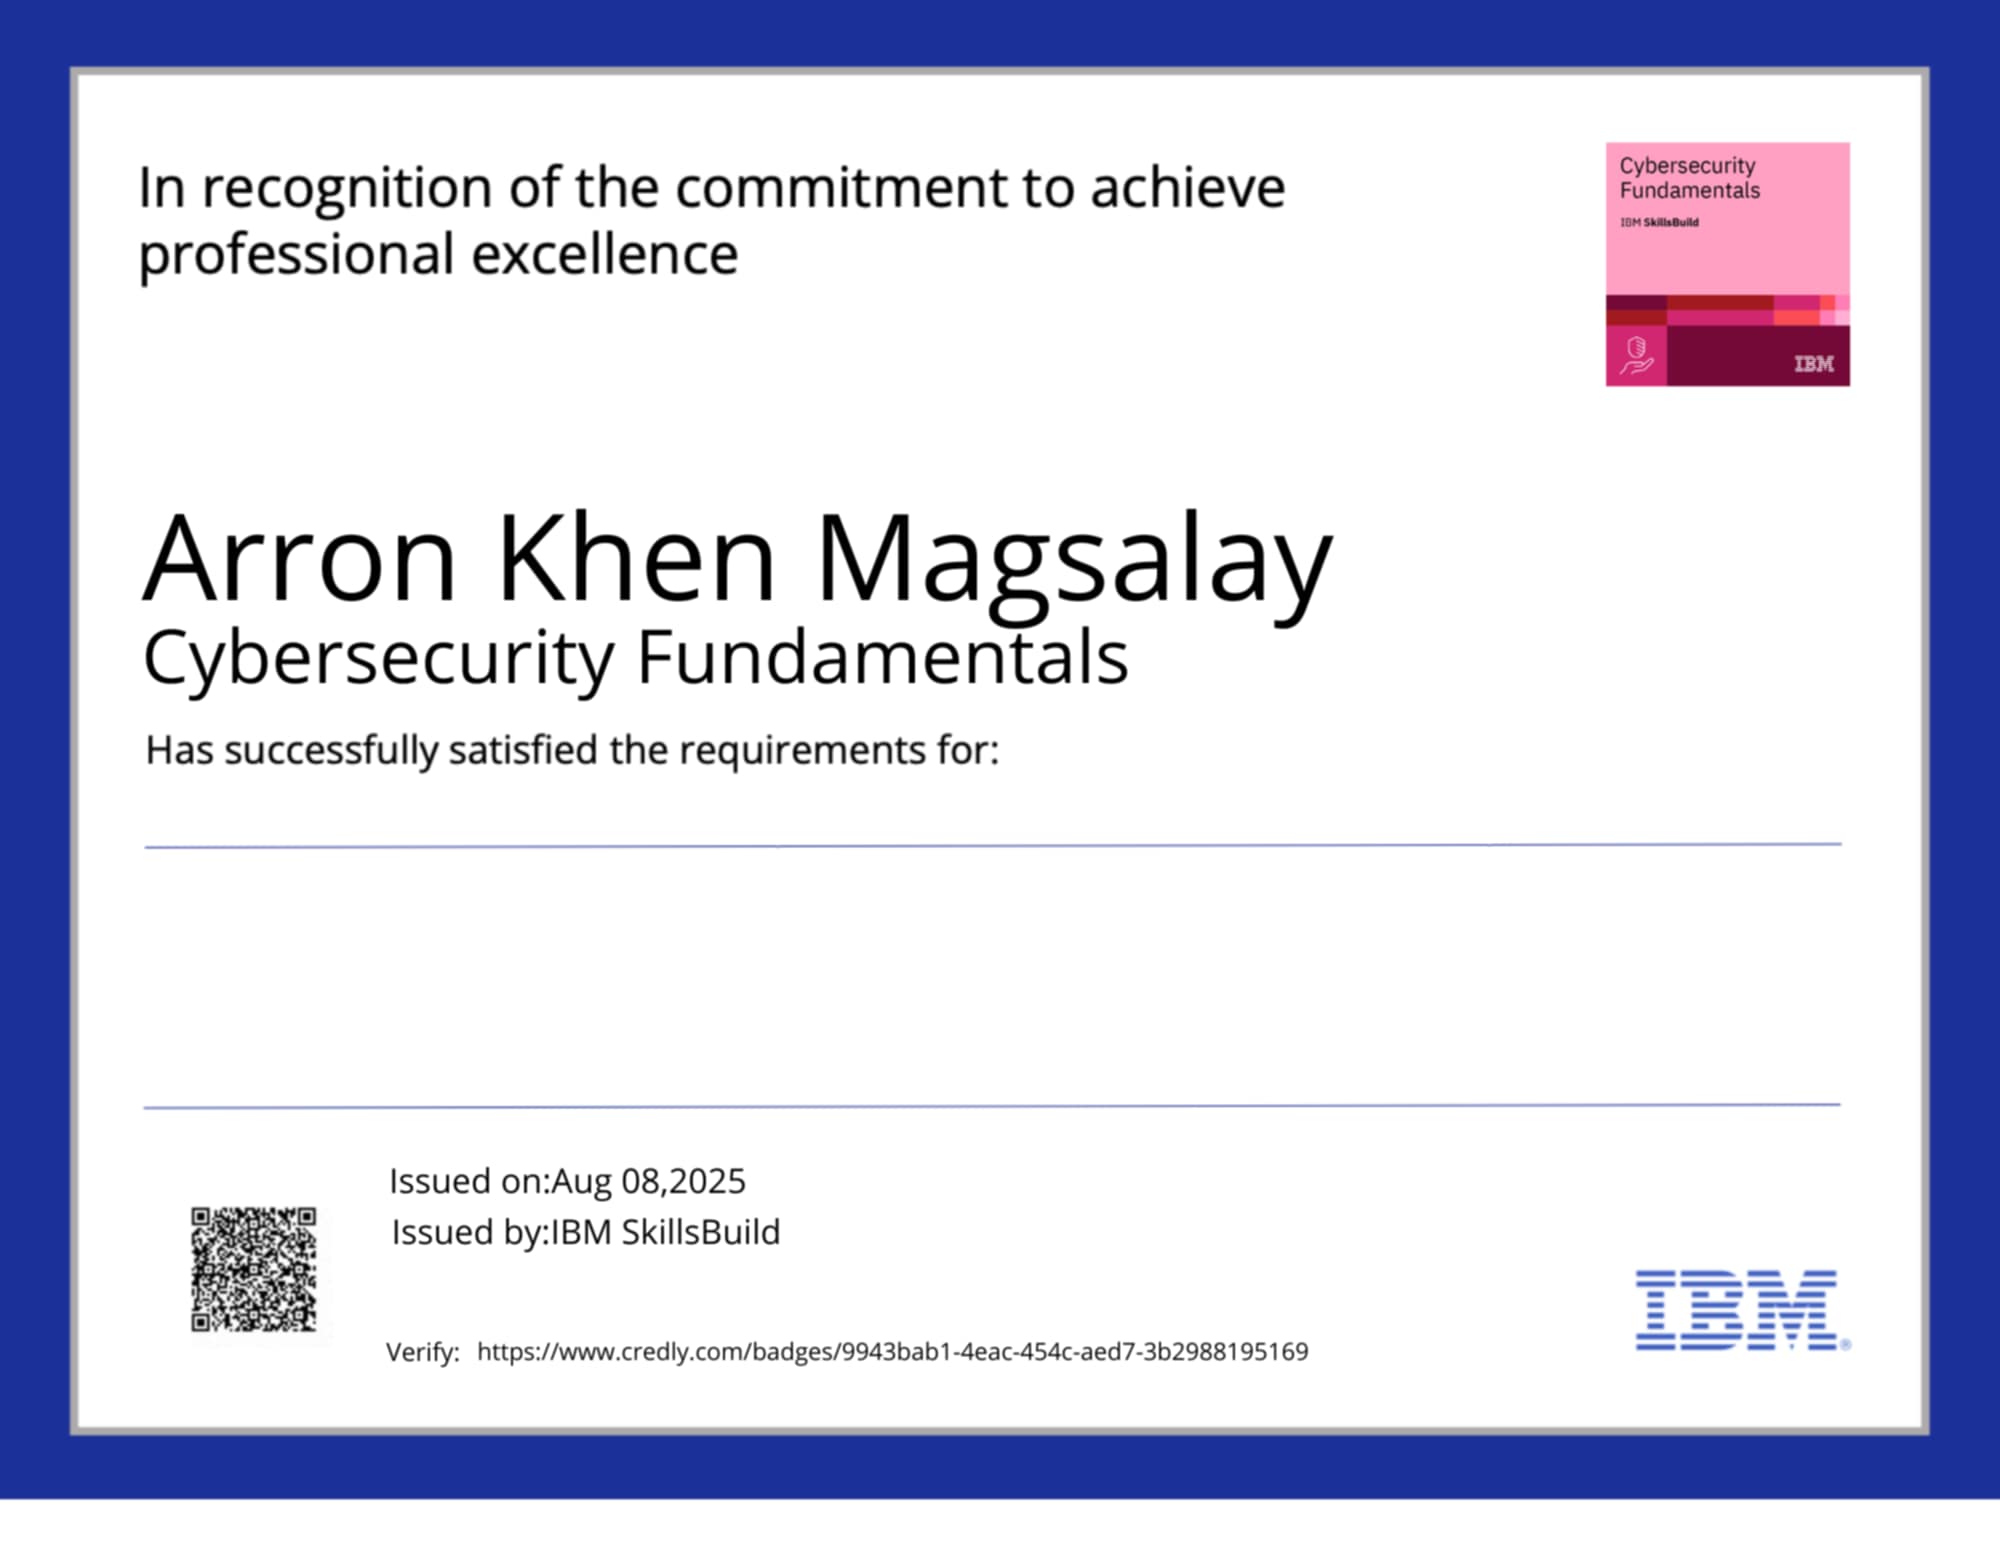 In recognition of the commitment to achieve
professional excellence
Cybersecurity
Fundamentals
IBM SkillsBuild
IBM
Arron Khen Magsalay
Cybersecurity Fundamentals
Has successfully satisfied the requirements for:
Issued on:Aug 08,2025
Issued by:IBM SkillsBuild
Verify: https://www.credly.com/badges/9943bab1-4eac-454c-aed7-3b2988195169
IBM®